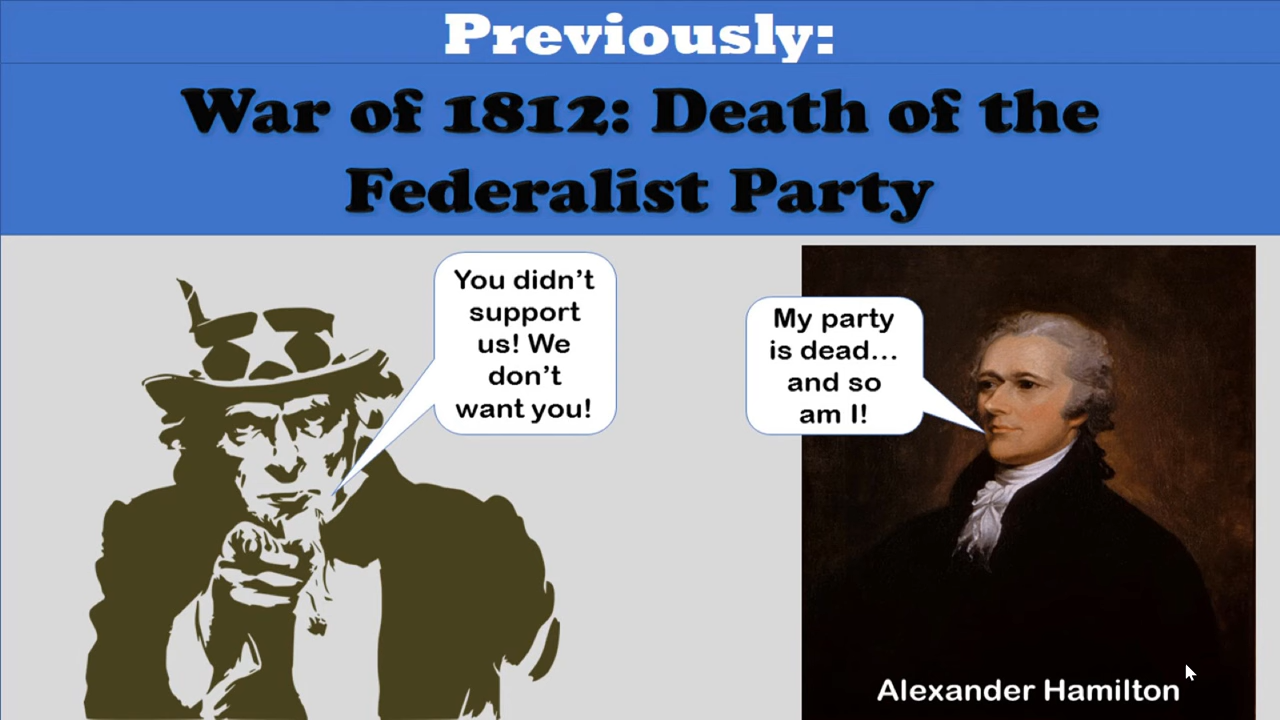 Previously:
War of 1812: Death of the
Federalist Party
You didn't
support
us! We
don't
want you!
My party
is dead...
and so
am I!
Alexander Hamilton